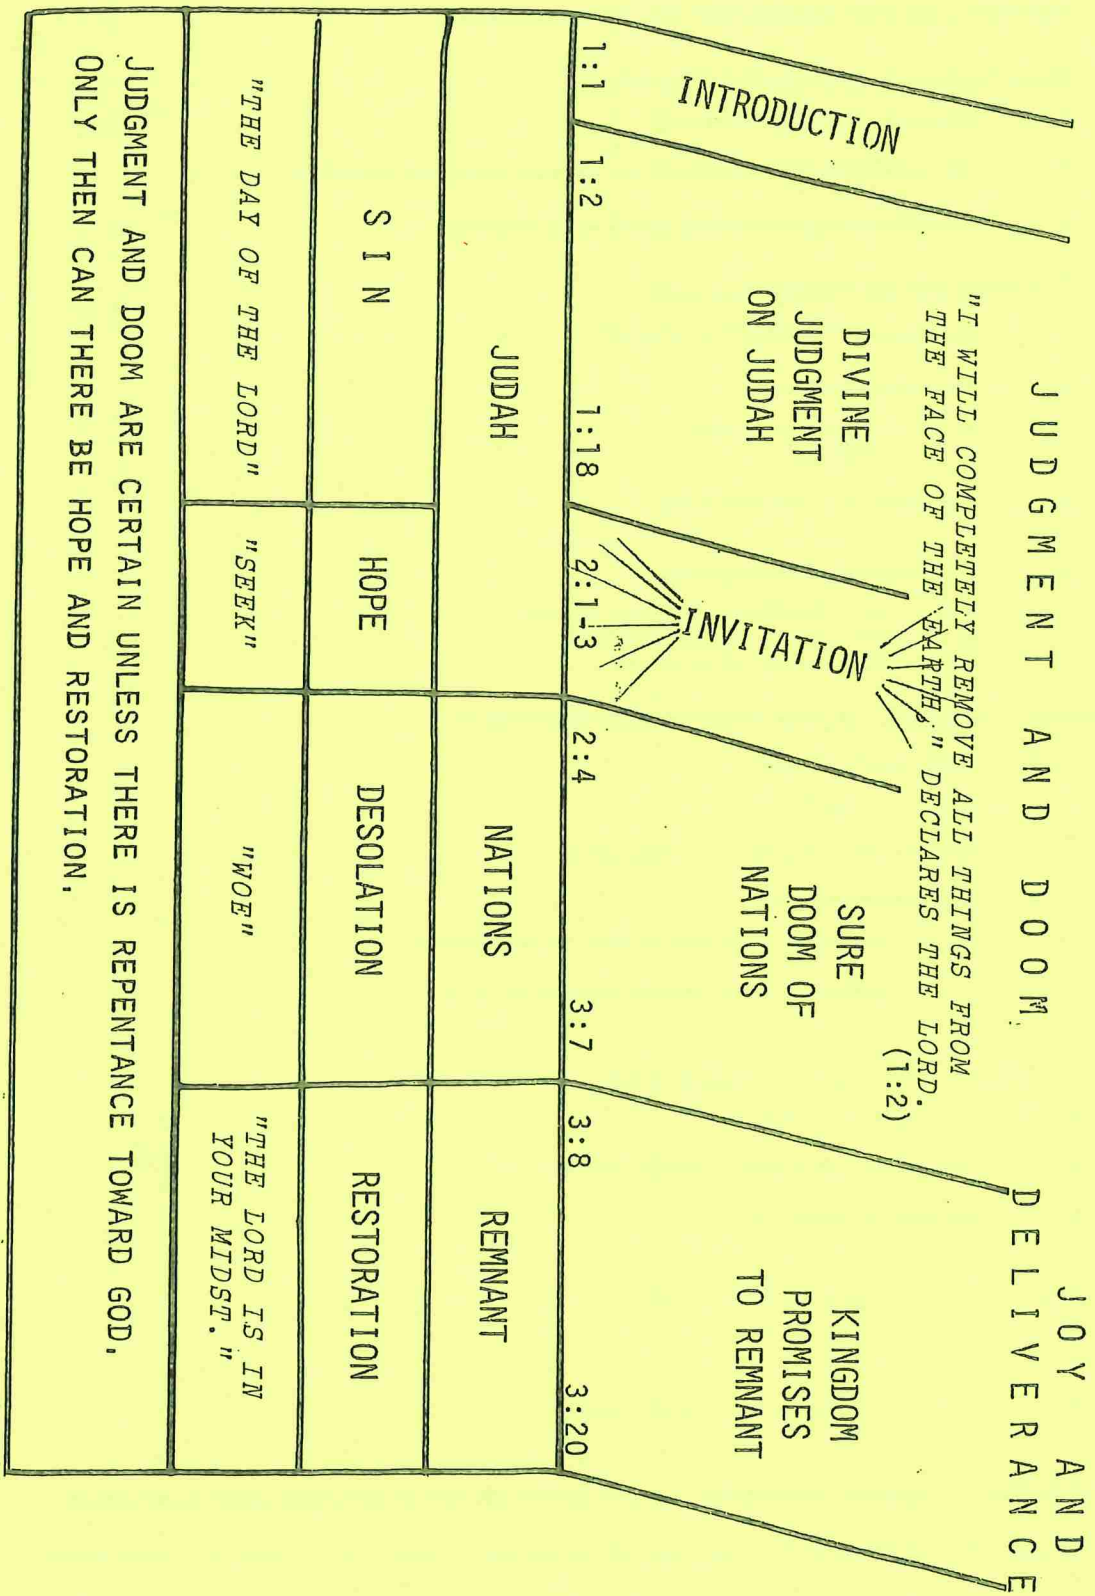 JUDGMENT AND DOOM
JOY AND
DELIVERANCE
"I WILL COMPLETELY REMOVE ALL THINGS FROM
THE FACE OF THE EARTH," DECLARES THE LORD.
(1:2)
INTRODUCTION
DIVINE
JUDGMENT
ON JUDAH
INVITATION
SURE
DOOM OF
NATIONS
KINGDOM
PROMISES
TO REMNANT
1:1 1:2 1:18 2:1-3 2:4 3:7 3:8 3:20
JUDAH NATIONS REMNANT
SIN HOPE DESOLATION RESTORATION
"THE DAY OF THE LORD" "SEEK" "WOE" "THE LORD IS IN
YOUR MIDST."
JUDGMENT AND DOOM ARE CERTAIN UNLESS THERE IS REPENTANCE TOWARD GOD.
ONLY THEN CAN THERE BE HOPE AND RESTORATION.